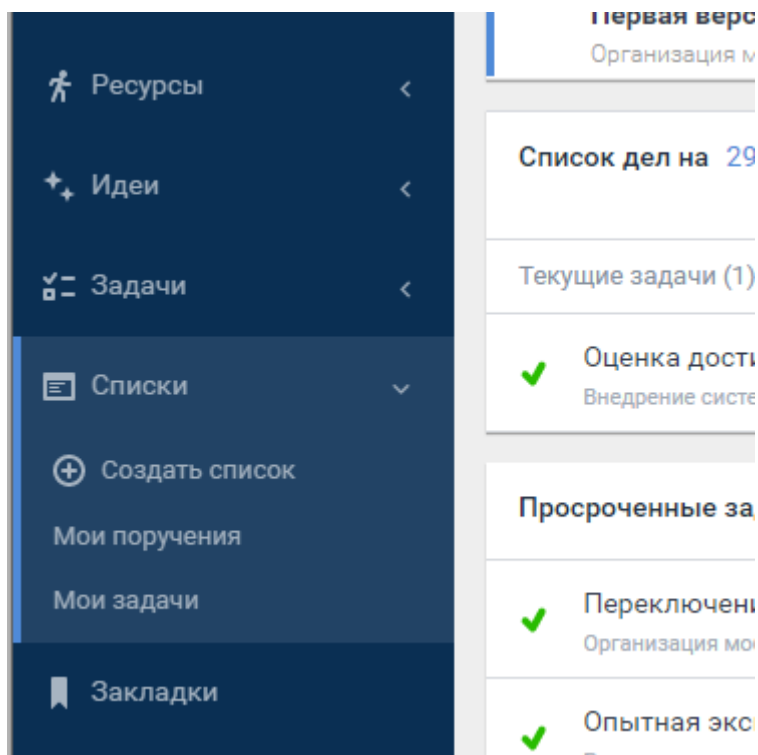 Ресурсы
Идеи
Задачи
Списки
Создать список
Мои поручения
Мои задачи
Закладки
Первая верс
Организация м
Список дел на 29
Текущие задачи (1)
Оценка дости
Внедрение систе
Просроченные за
Переключени
Организация мо
Опытная экс